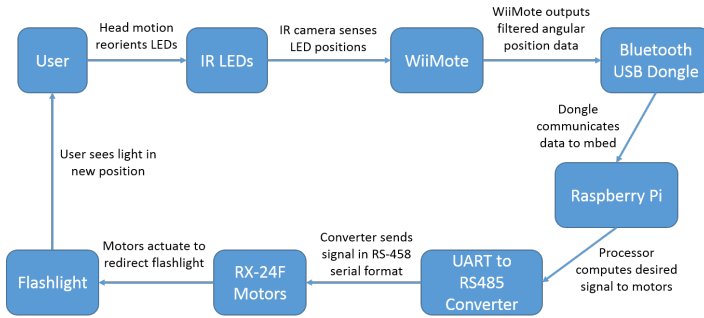 User
Head motion
reorients LEDs
IR LEDs
IR camera senses
LED positions
WiiMote
WiiMote outputs
filtered angular
position data
Bluetooth
USB Dongle
Dongle
communicates
data to mbed
Raspberry Pi
Processor
computes desired
signal to motors
UART to
RS485
Converter
Converter sends
signal in RS-458
serial format
RX-24F
Motors
Motors actuate to
redirect flashlight
Flashlight
User sees light in
new position